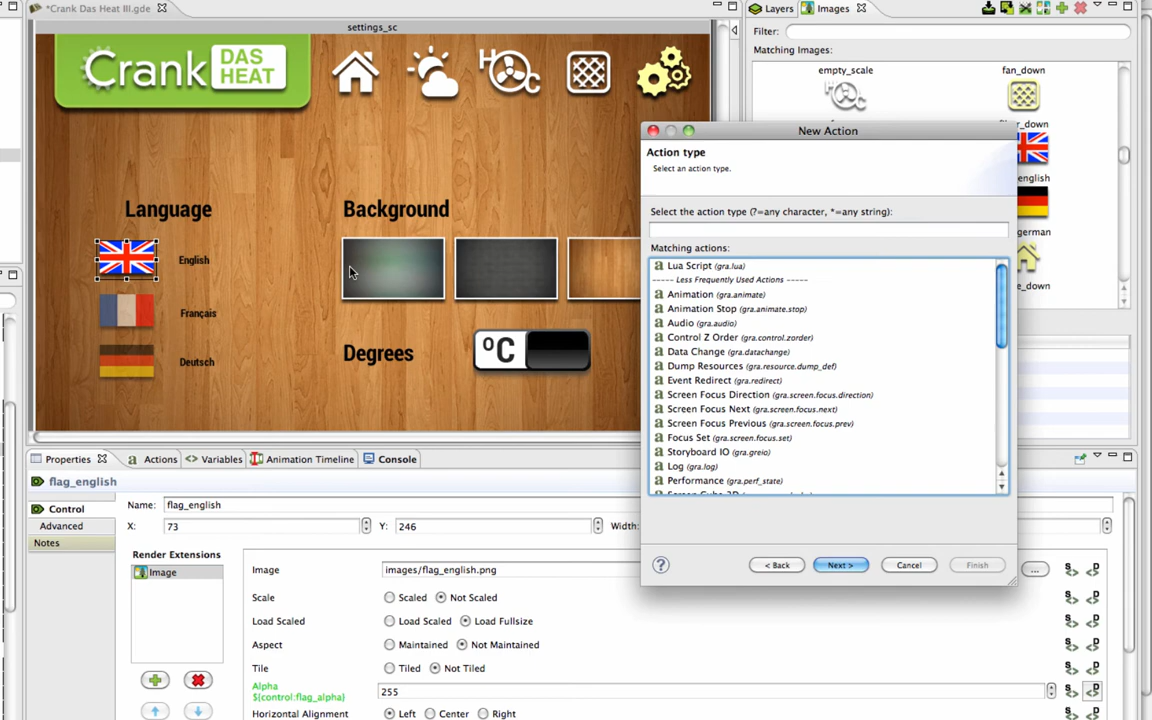 *Crank Das Heat III.gde
settings_sc
Crank DAS HEAT
Language
English
Français
Deutsch
Background
Degrees
°C
Layers
Images
Filter:
Matching Images:
empty_scale
fan_down
_down
english
german
e_down
New Action
Action type
Select an action type.
Select the action type (?=any character, *=any string):
Matching actions:
Lua Script (gra.lua)
----- Less Frequently Used Actions -----
Animation (gra.animate)
Animation Stop (gra.animate.stop)
Audio (gra.audio)
Control Z Order (gra.control.zorder)
Data Change (gra.datachange)
Dump Resources (gra.resource.dump_def)
Event Redirect (gra.redirect)
Screen Focus Direction (gra.screen.focus.direction)
Screen Focus Next (gra.screen.focus.next)
Screen Focus Previous (gra.screen.focus.prev)
Focus Set (gra.screen.focus.set)
Storyboard IO (gra.greio)
Log (gra.log)
Performance (gra.perf_state)
< Back
Next >
Cancel
Finish
Properties
Actions
Variables
Animation Timeline
Console
flag_english
Control
Advanced
Notes
Name: flag_english
X: 73
Y: 246
Width:
Render Extensions
Image
Image images/flag_english.png
...
Scale Scaled Not Scaled
Load Scaled Load Scaled Load Fullsize
Aspect Maintained Not Maintained
Tile Tiled Not Tiled
Alpha
${control:flag_alpha}
255
Horizontal Alignment Left Center Right